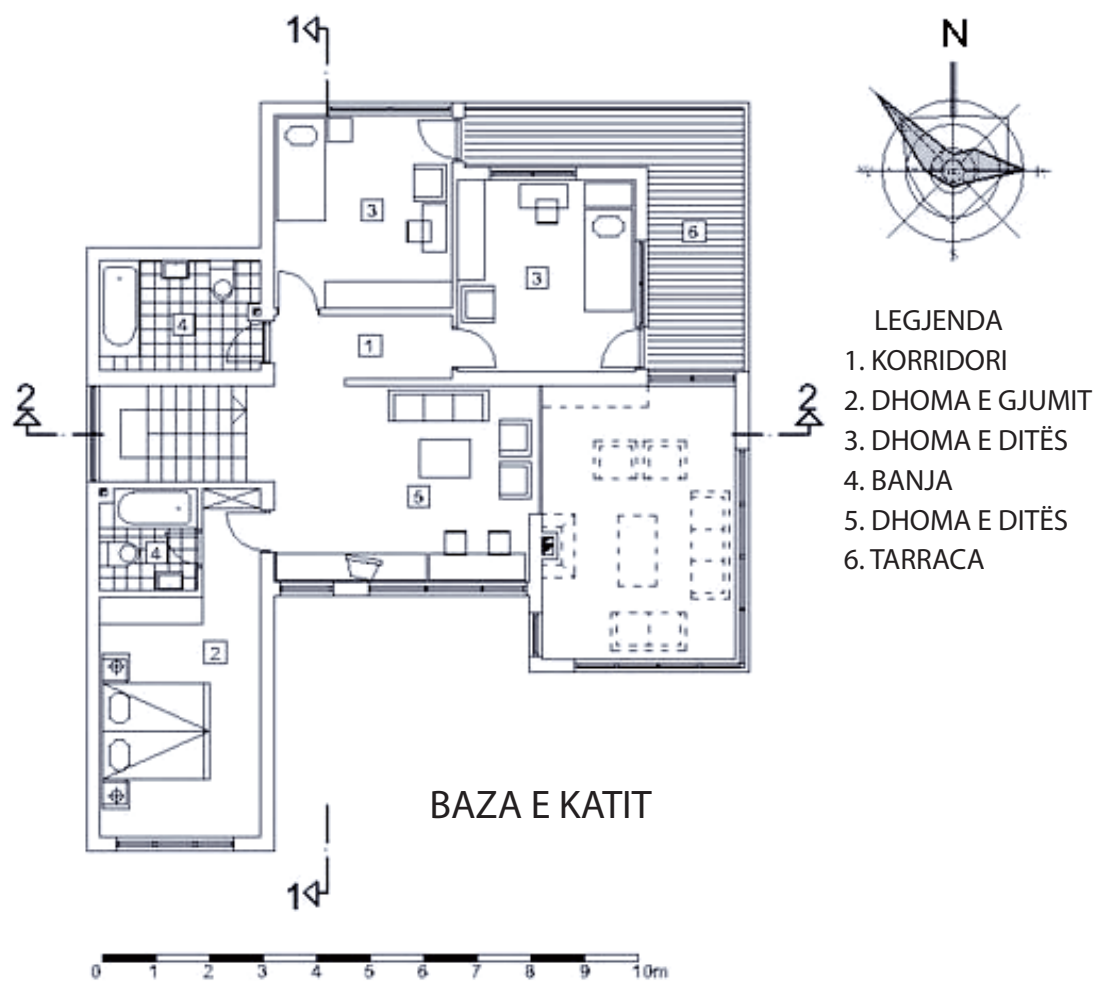 1
N
3
3
6
4
1
2
2
5
4
2
LEGJENDA
1. KORRIDORI
2. DHOMA E GJUMIT
3. DHOMA E DITËS
4. BANJA
5. DHOMA E DITËS
6. TARRACA
BAZA E KATIT
1
0 1 2 3 4 5 6 7 8 9 10m